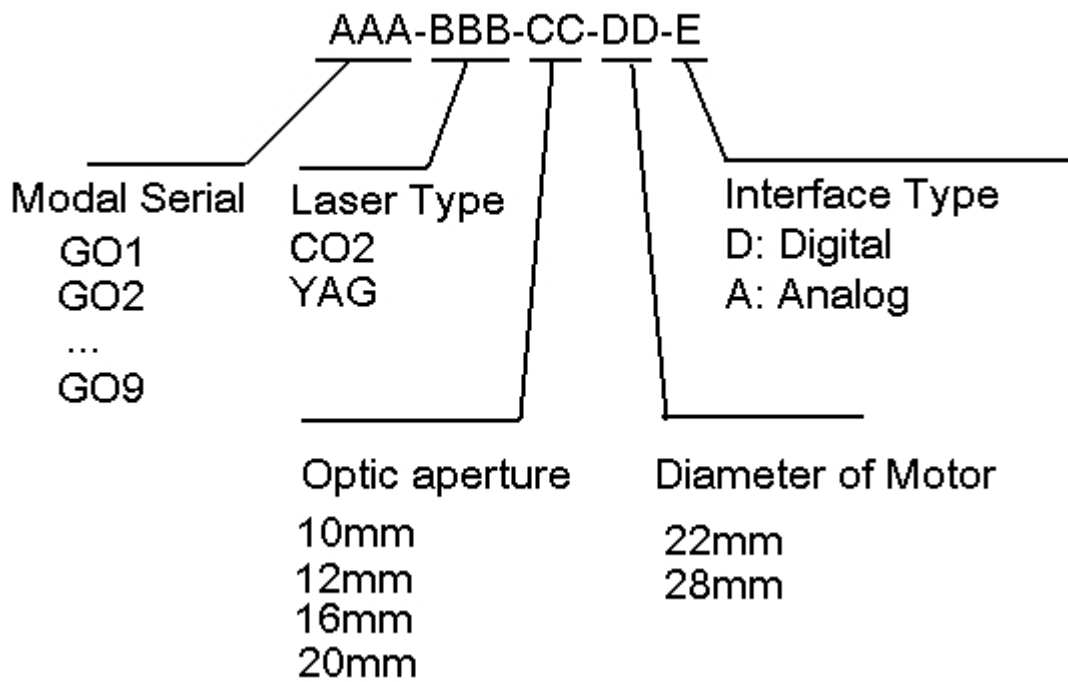 AAA-BBB-CC-DD-E
Modal Serial
GO1
GO2
...
GO9
Laser Type
CO2
YAG
Interface Type
D: Digital
A: Analog
Optic aperture
10mm
12mm
16mm
20mm
Diameter of Motor
22mm
28mm